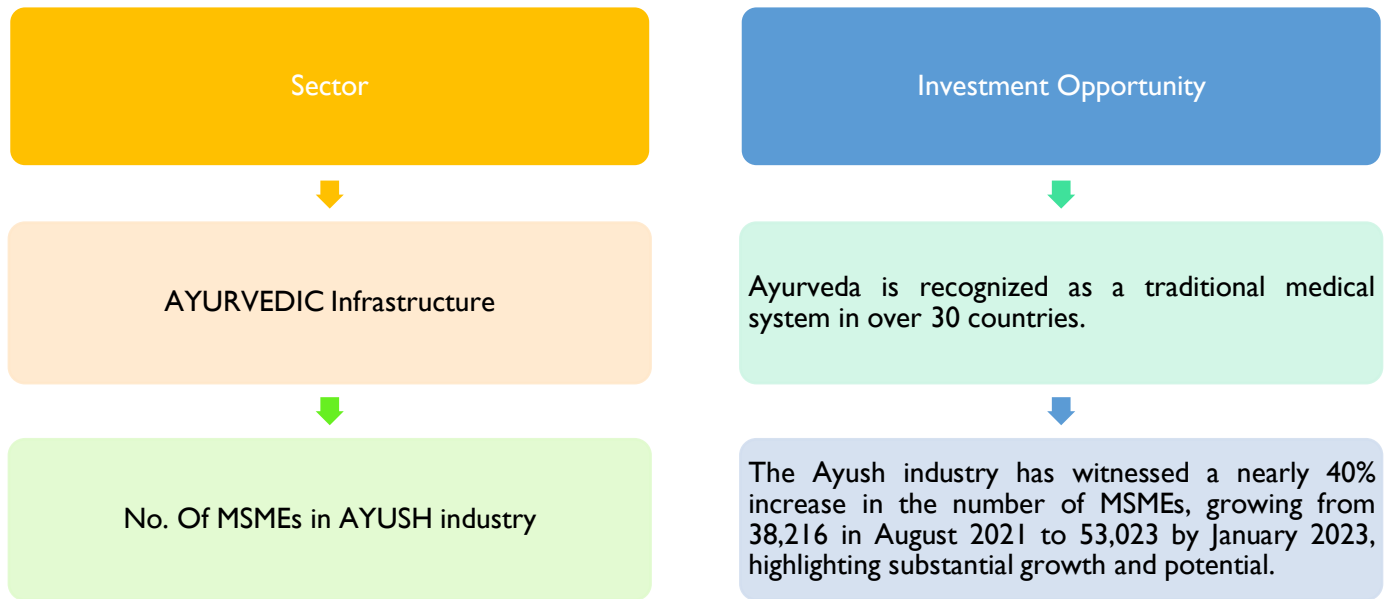 Sector
Investment Opportunity
AYURVEDIC Infrastructure
Ayurveda is recognized as a traditional medical
system in over 30 countries.
No. Of MSMEs in AYUSH industry
The Ayush industry has witnessed a nearly 40%
increase in the number of MSMEs, growing from
38,216 in August 2021 to 53,023 by January 2023,
highlighting substantial growth and potential.